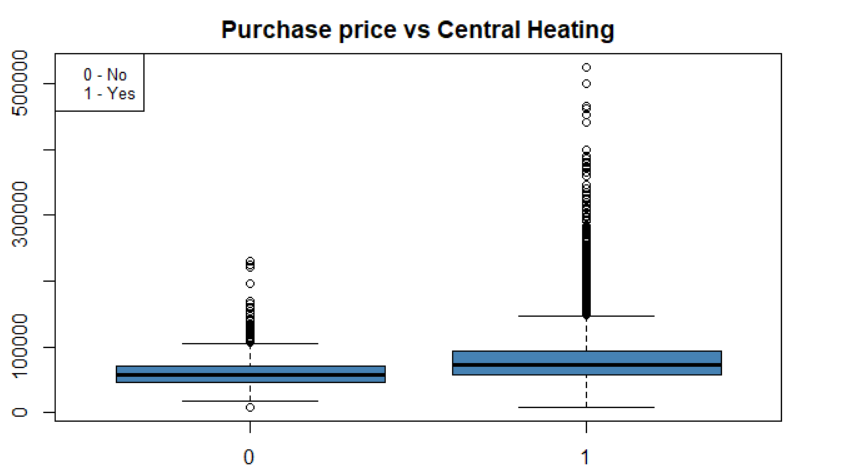 Purchase price vs Central Heating
0 - No
1 - Yes
500000
300000
100000
0
0
1